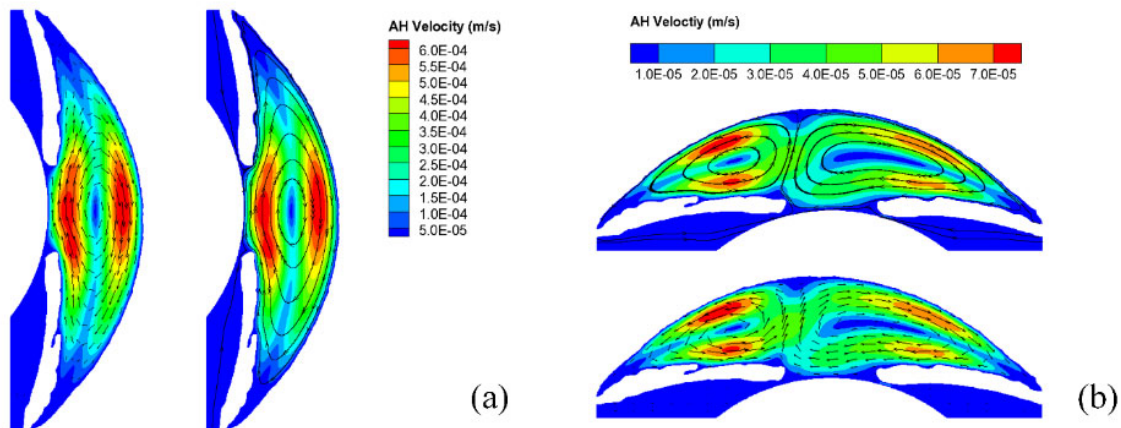 AH Velocity (m/s)
6.0E-04
5.5E-04
5.0E-04
4.5E-04
4.0E-04
3.5E-04
3.0E-04
2.5E-04
2.0E-04
1.5E-04
1.0E-04
5.0E-05
(a)
AH Veloctiy (m/s)
1.0E-05 2.0E-05 3.0E-05 4.0E-05 5.0E-05 6.0E-05 7.0E-05
(b)